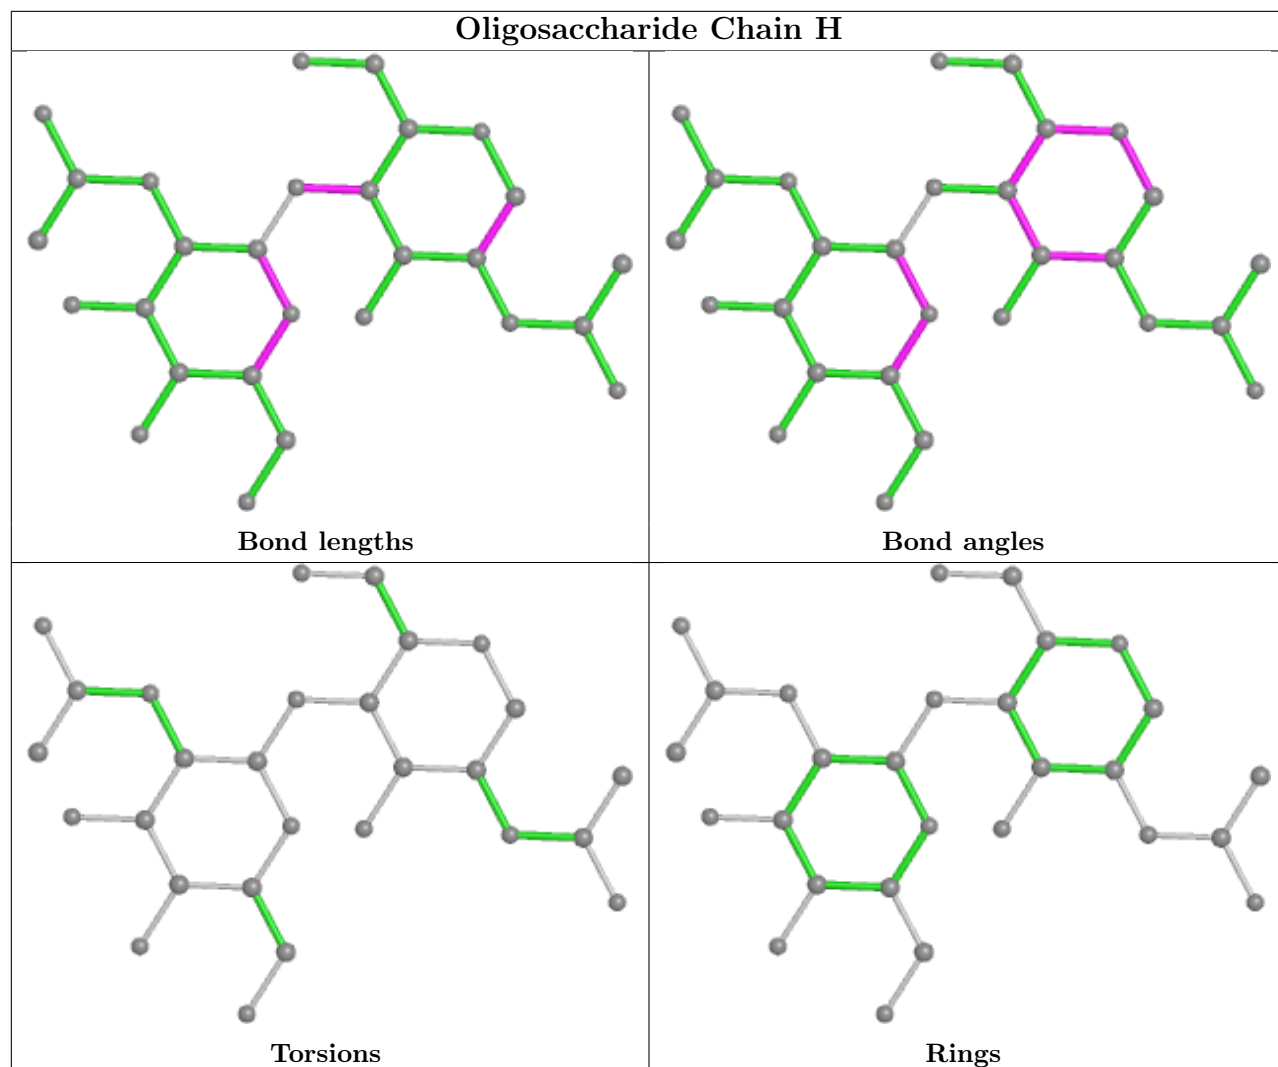 Oligosaccharide Chain H
Bond lengths
Bond angles
Torsions
Rings